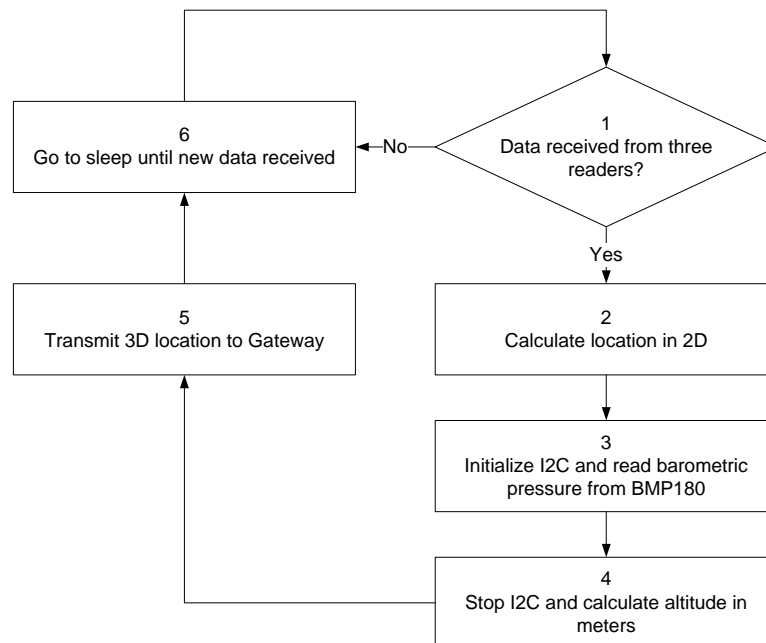 1
Data received from three
readers?
No
Yes
2
Calculate location in 2D
3
Initialize I2C and read barometric
pressure from BMP180
4
Stop I2C and calculate altitude in
meters
5
Transmit 3D location to Gateway
6
Go to sleep until new data received